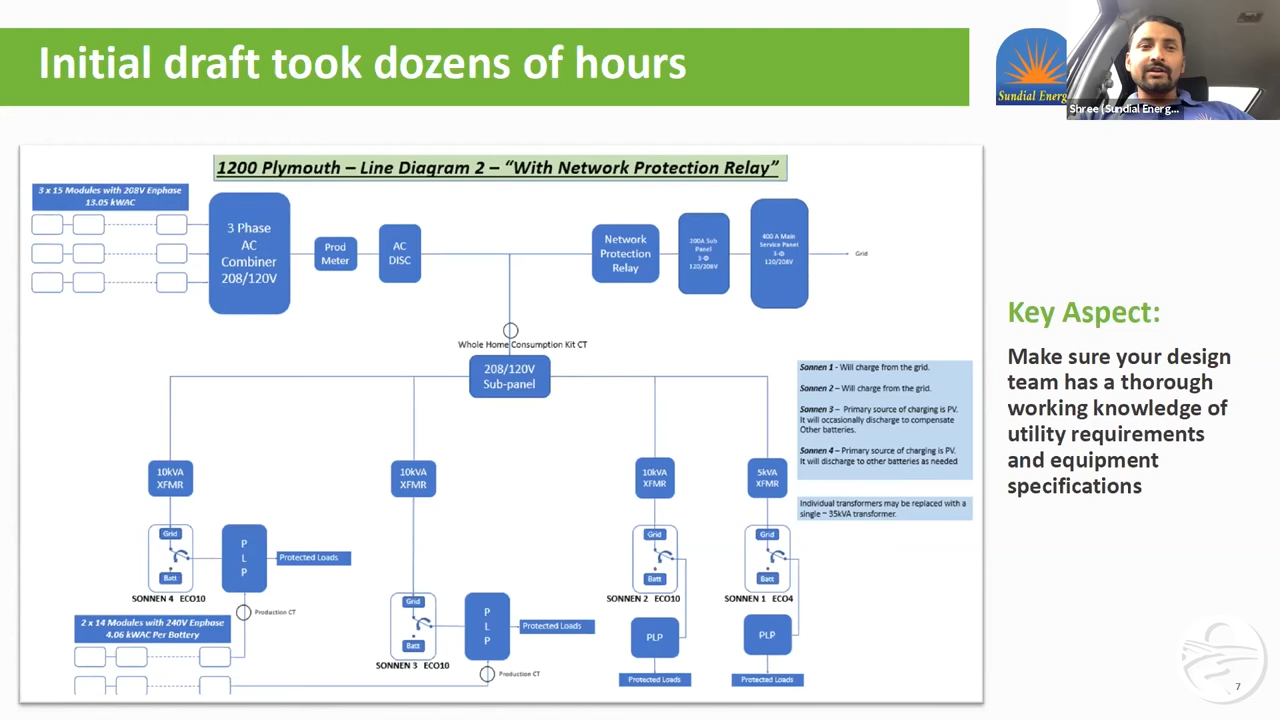 Initial draft took dozens of hours
Sundial Energ
Shree (Sundial Energ...
1200 Plymouth – Line Diagram 2 – “With Network Protection Relay”
3 x 15 Modules with 208V Enphase
13.05 kWAC
3 Phase
AC
Combiner
208/120V
Prod
Meter
AC
DISC
Network
Protection
Relay
200A Sub
Panel
3-Φ
120/208V
400 A Main
Service Panel
3-Φ
120/208V
Grid
Whole Home Consumption Kit CT
208/120V
Sub-panel
Sonnen 1 - Will charge from the grid.
Sonnen 2 – Will charge from the grid.
Sonnen 3 – Primary source of charging is PV.
It will occasionally discharge to compensate
Other batteries.
Sonnen 4 – Primary source of charging is PV.
It will discharge to other batteries as needed
Individual transformers may be replaced with a
single ~ 35kVA transformer.
10kVA
XFMR
10kVA
XFMR
10kVA
XFMR
5kVA
XFMR
Grid
Batt
SONNEN 4 ECO10
P
L
P
Protected Loads
Production CT
2 x 14 Modules with 240V Enphase
4.06 kWAC Per Battery
Grid
Batt
SONNEN 3 ECO10
P
L
P
Protected Loads
Production CT
Grid
Batt
SONNEN 2 ECO10
PLP
Protected Loads
Grid
Batt
SONNEN 1 ECO4
PLP
Protected Loads
Key Aspect:
Make sure your design
team has a thorough
working knowledge of
utility requirements
and equipment
specifications
7